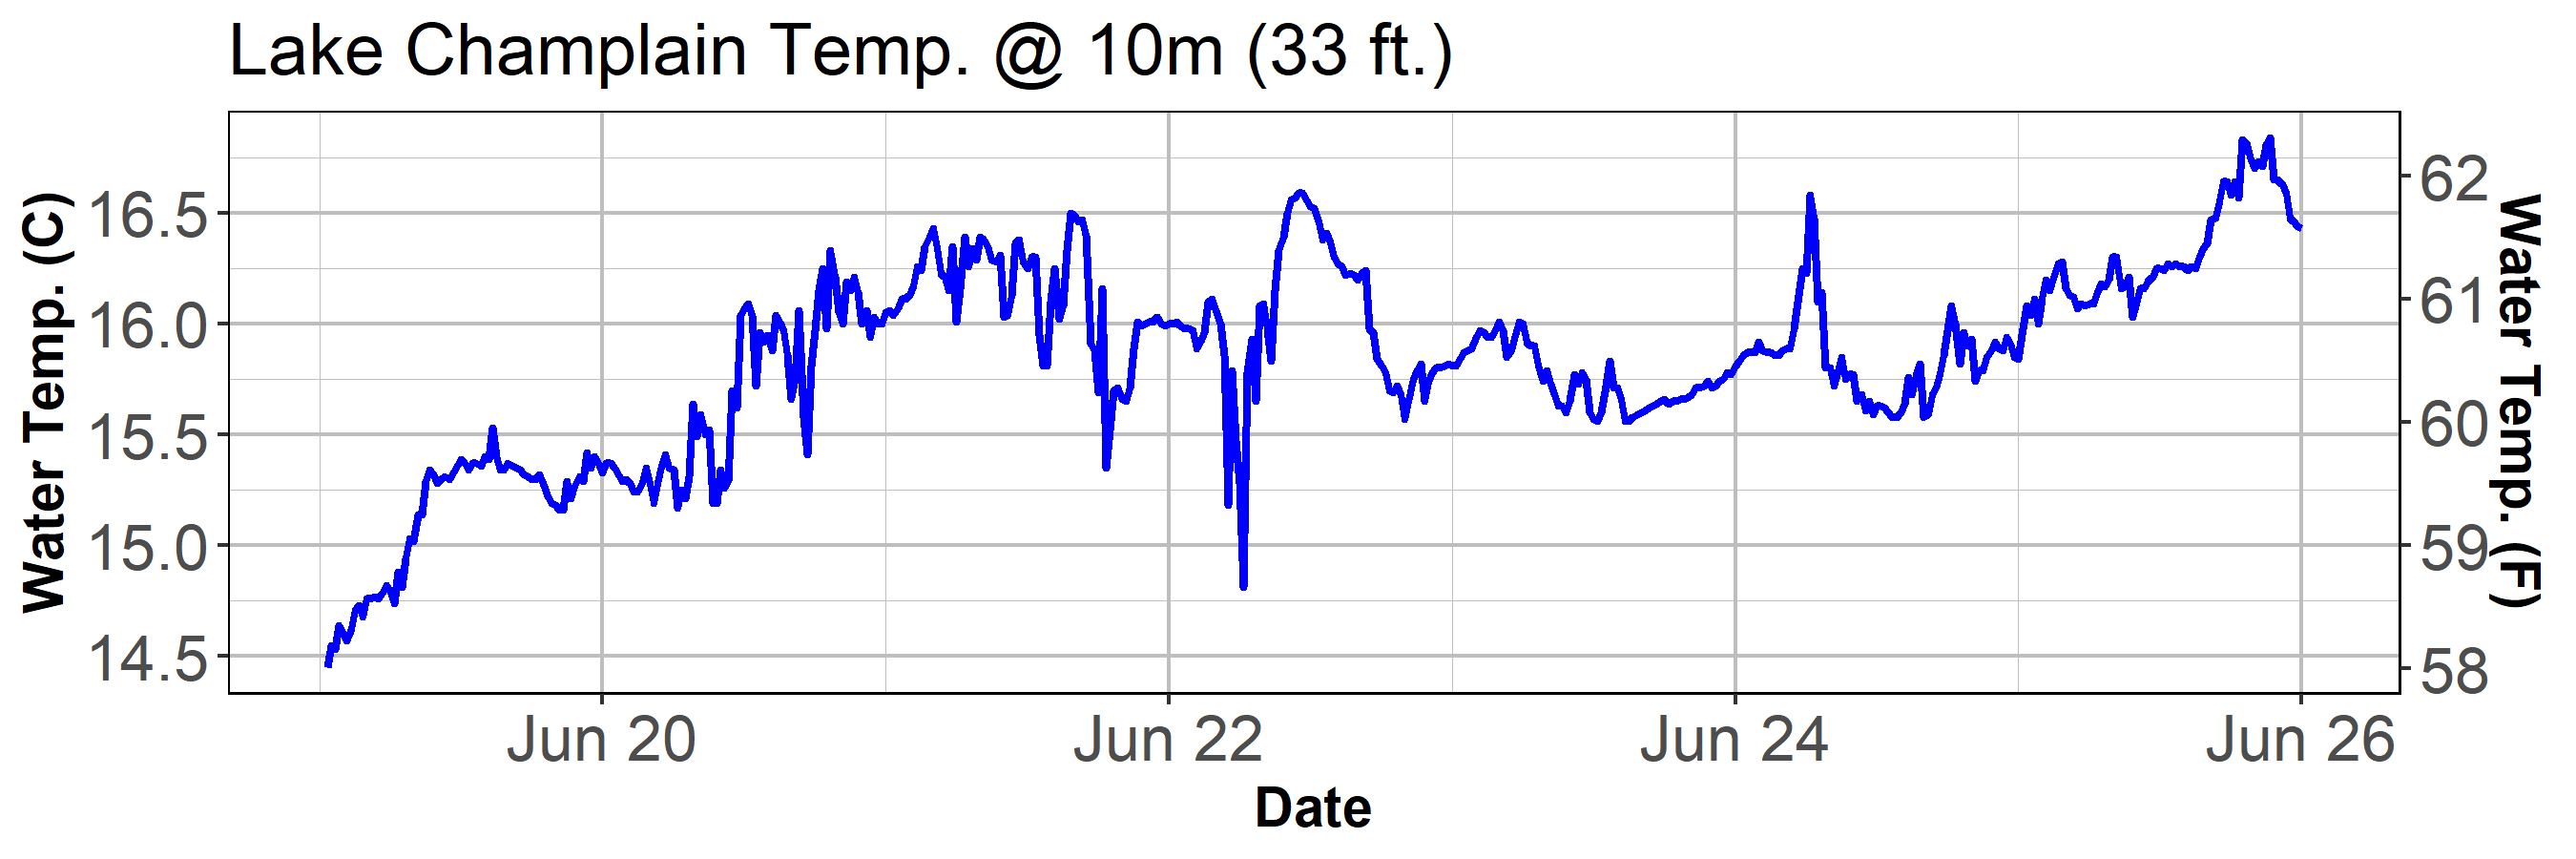 Lake Champlain Temp. @ 10m (33 ft.)
Water Temp. (C)
16.5
16.0
15.5
15.0
14.5
62
61
60
59
58
Water Temp. (F)
Jun 20
Jun 22
Jun 24
Jun 26
Date